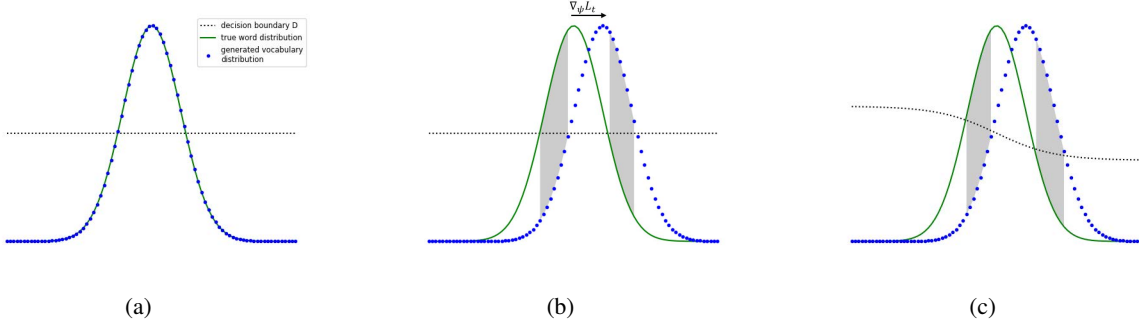 decision boundary D
true word distribution
generated vocabulary
distribution
∇ψLt
(a)
(b)
(c)